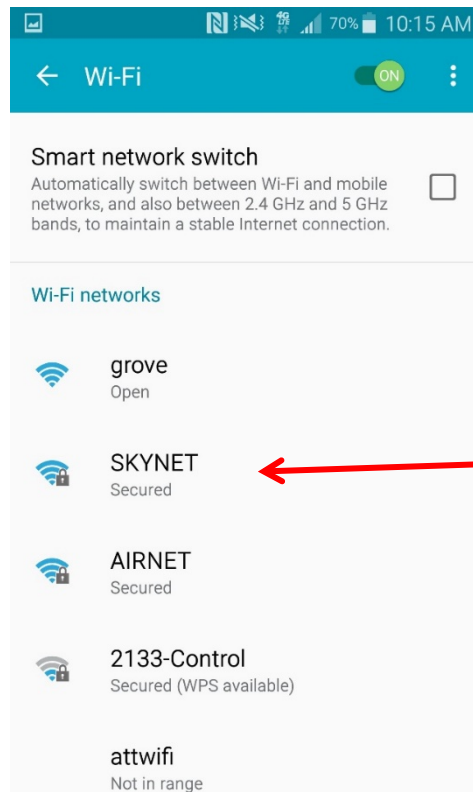 4G 70% 10:15 AM
Wi-Fi ON
Smart network switch
Automatically switch between Wi-Fi and mobile
networks, and also between 2.4 GHz and 5 GHz
bands, to maintain a stable Internet connection.
Wi-Fi networks
grove
Open
SKYNET
Secured
AIRNET
Secured
2133-Control
Secured (WPS available)
attwifi
Not in range